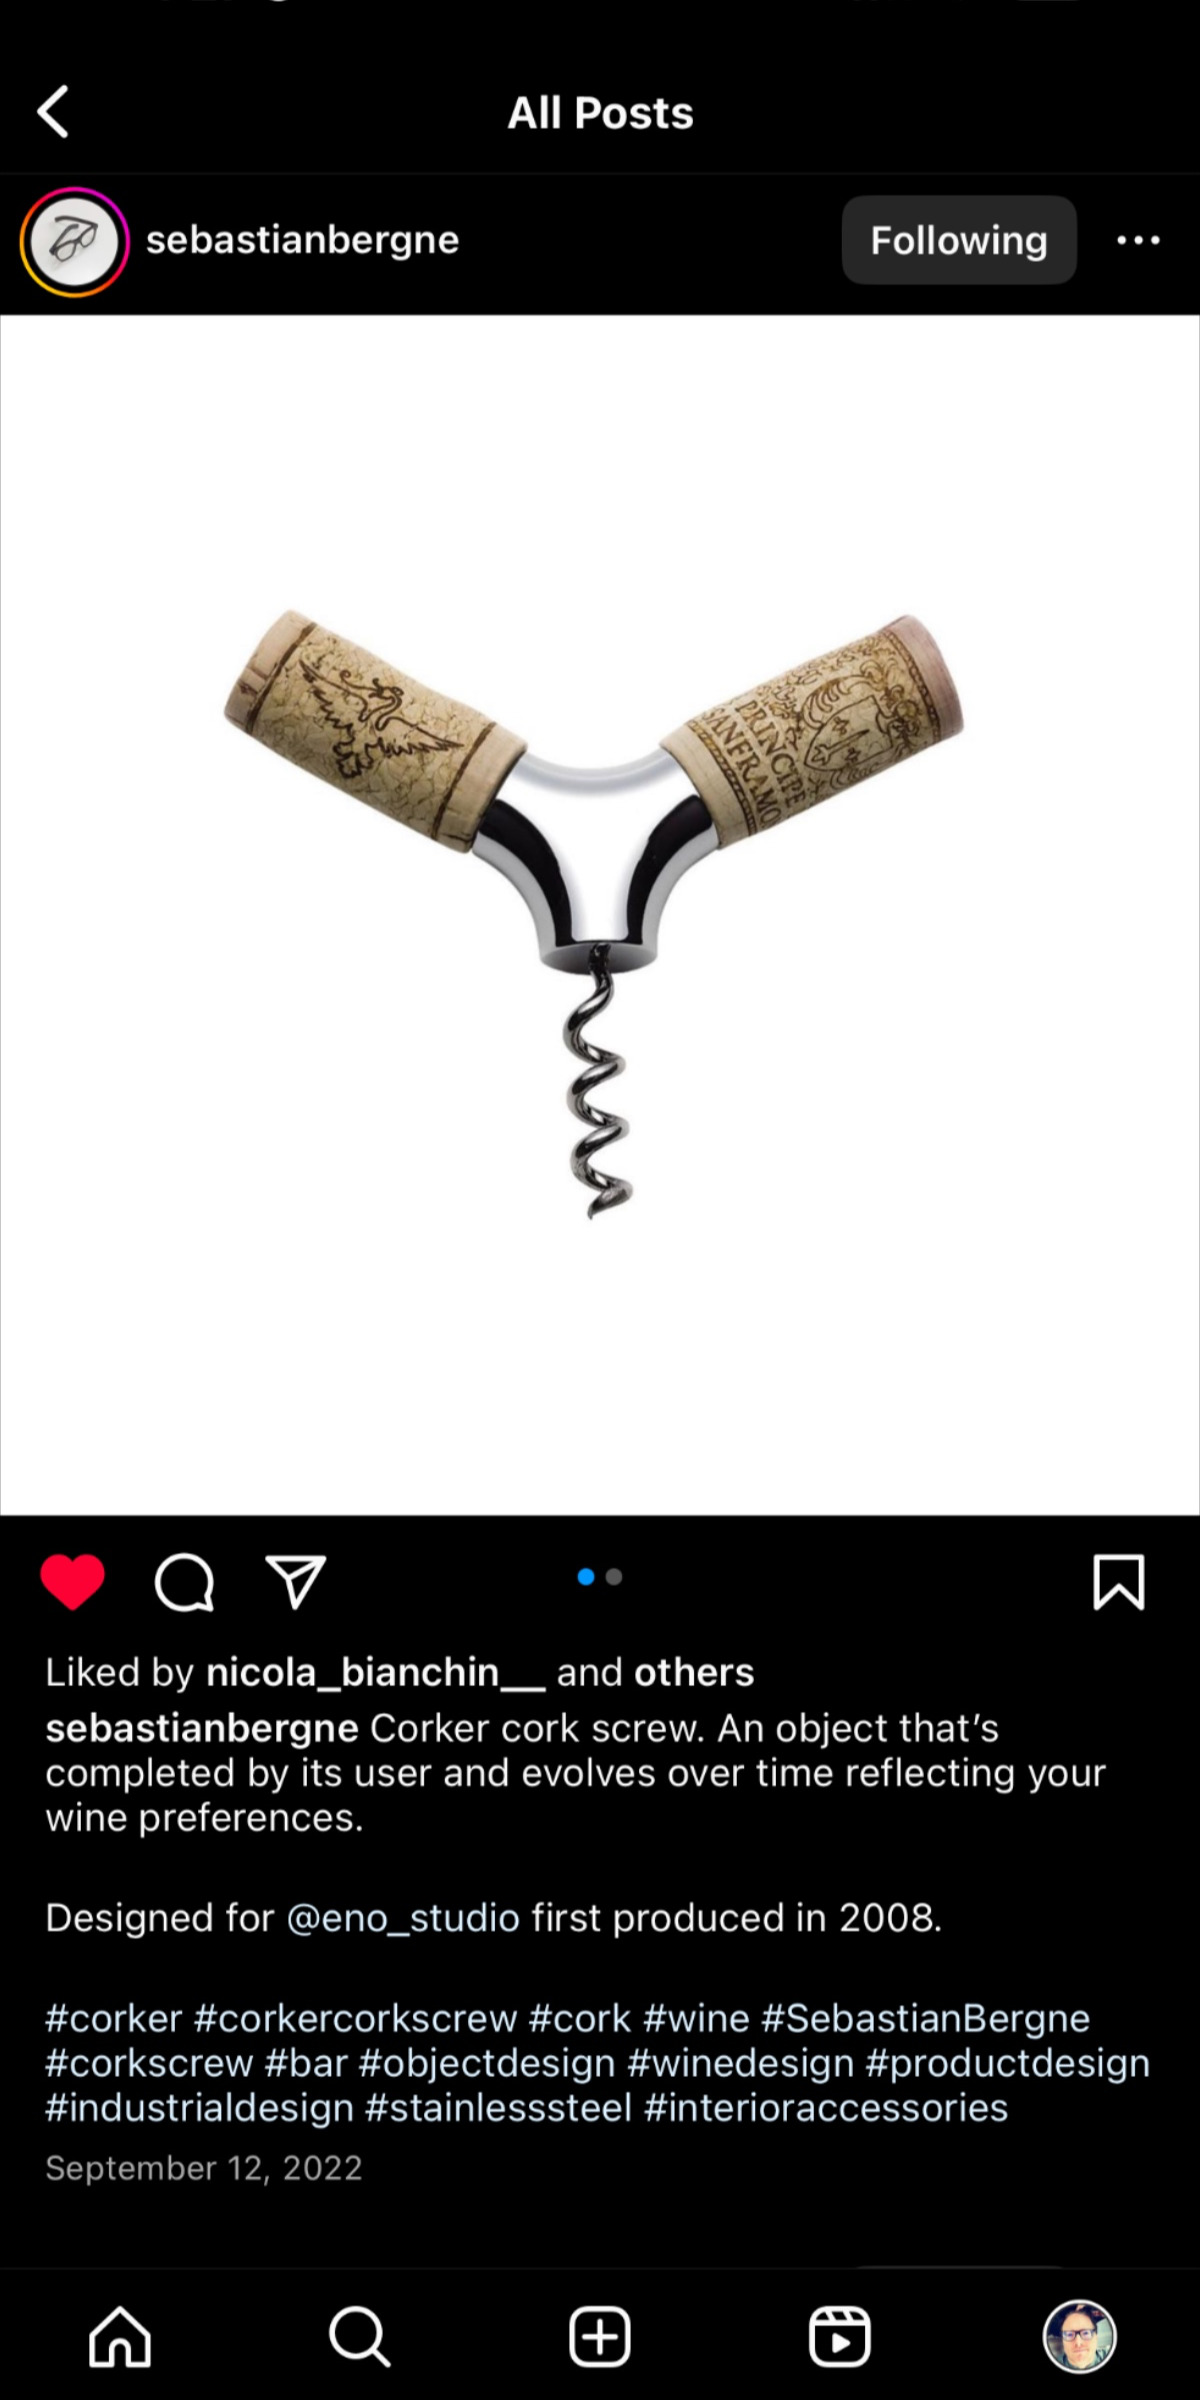 All Posts
sebastianbergne
Following
PRINCIPE
Liked by nicola_bianchin__ and others
sebastianbergne Corker cork screw. An object that’s
completed by its user and evolves over time reflecting your
wine preferences.
Designed for @eno_studio first produced in 2008.
#corker #corkercorkscrew #cork #wine #SebastianBergne
#corkscrew #bar #objectdesign #winedesign #productdesign
#industrialdesign #stainlesssteel #interioraccessories
September 12, 2022